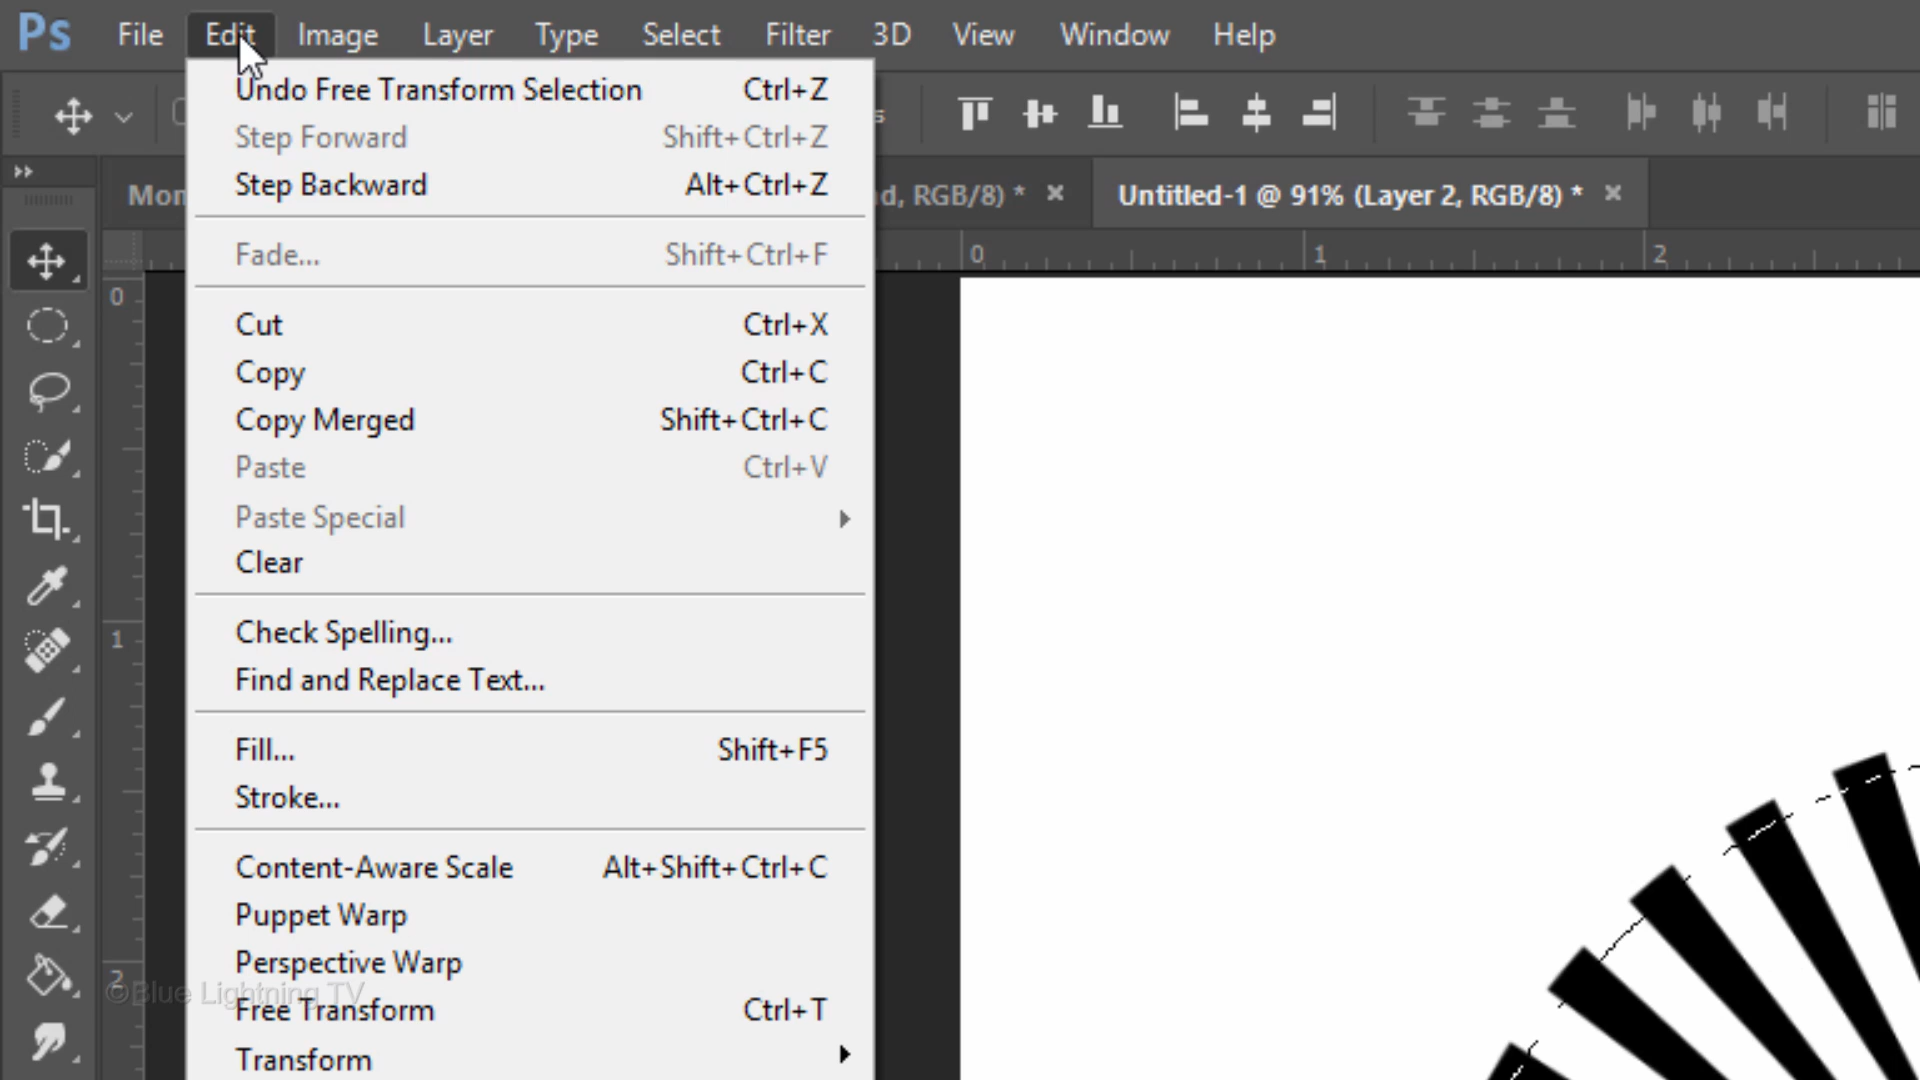 Ps File Edit Image Layer Type Select Filter 3D View Window Help
Undo Free Transform Selection Ctrl+Z
Step Forward Shift+Ctrl+Z
Step Backward Alt+Ctrl+Z
nd, RGB/8) * × Untitled-1 @ 91% (Layer 2, RGB/8) * ×
0 1 2
Fade... Shift+Ctrl+F
0
Cut Ctrl+X
Copy Ctrl+C
Copy Merged Shift+Ctrl+C
Paste Ctrl+V
Paste Special
Clear
Check Spelling...
1
Find and Replace Text...
Fill... Shift+F5
Stroke...
Content-Aware Scale Alt+Shift+Ctrl+C
Puppet Warp
Perspective Warp
2
©Blue Lightning TV
Free Transform Ctrl+T
Transform